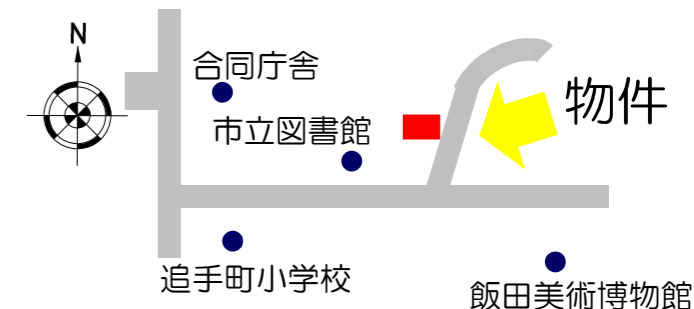 N
合同庁舎
物件
市立図書館
追手町小学校
飯田美術博物館